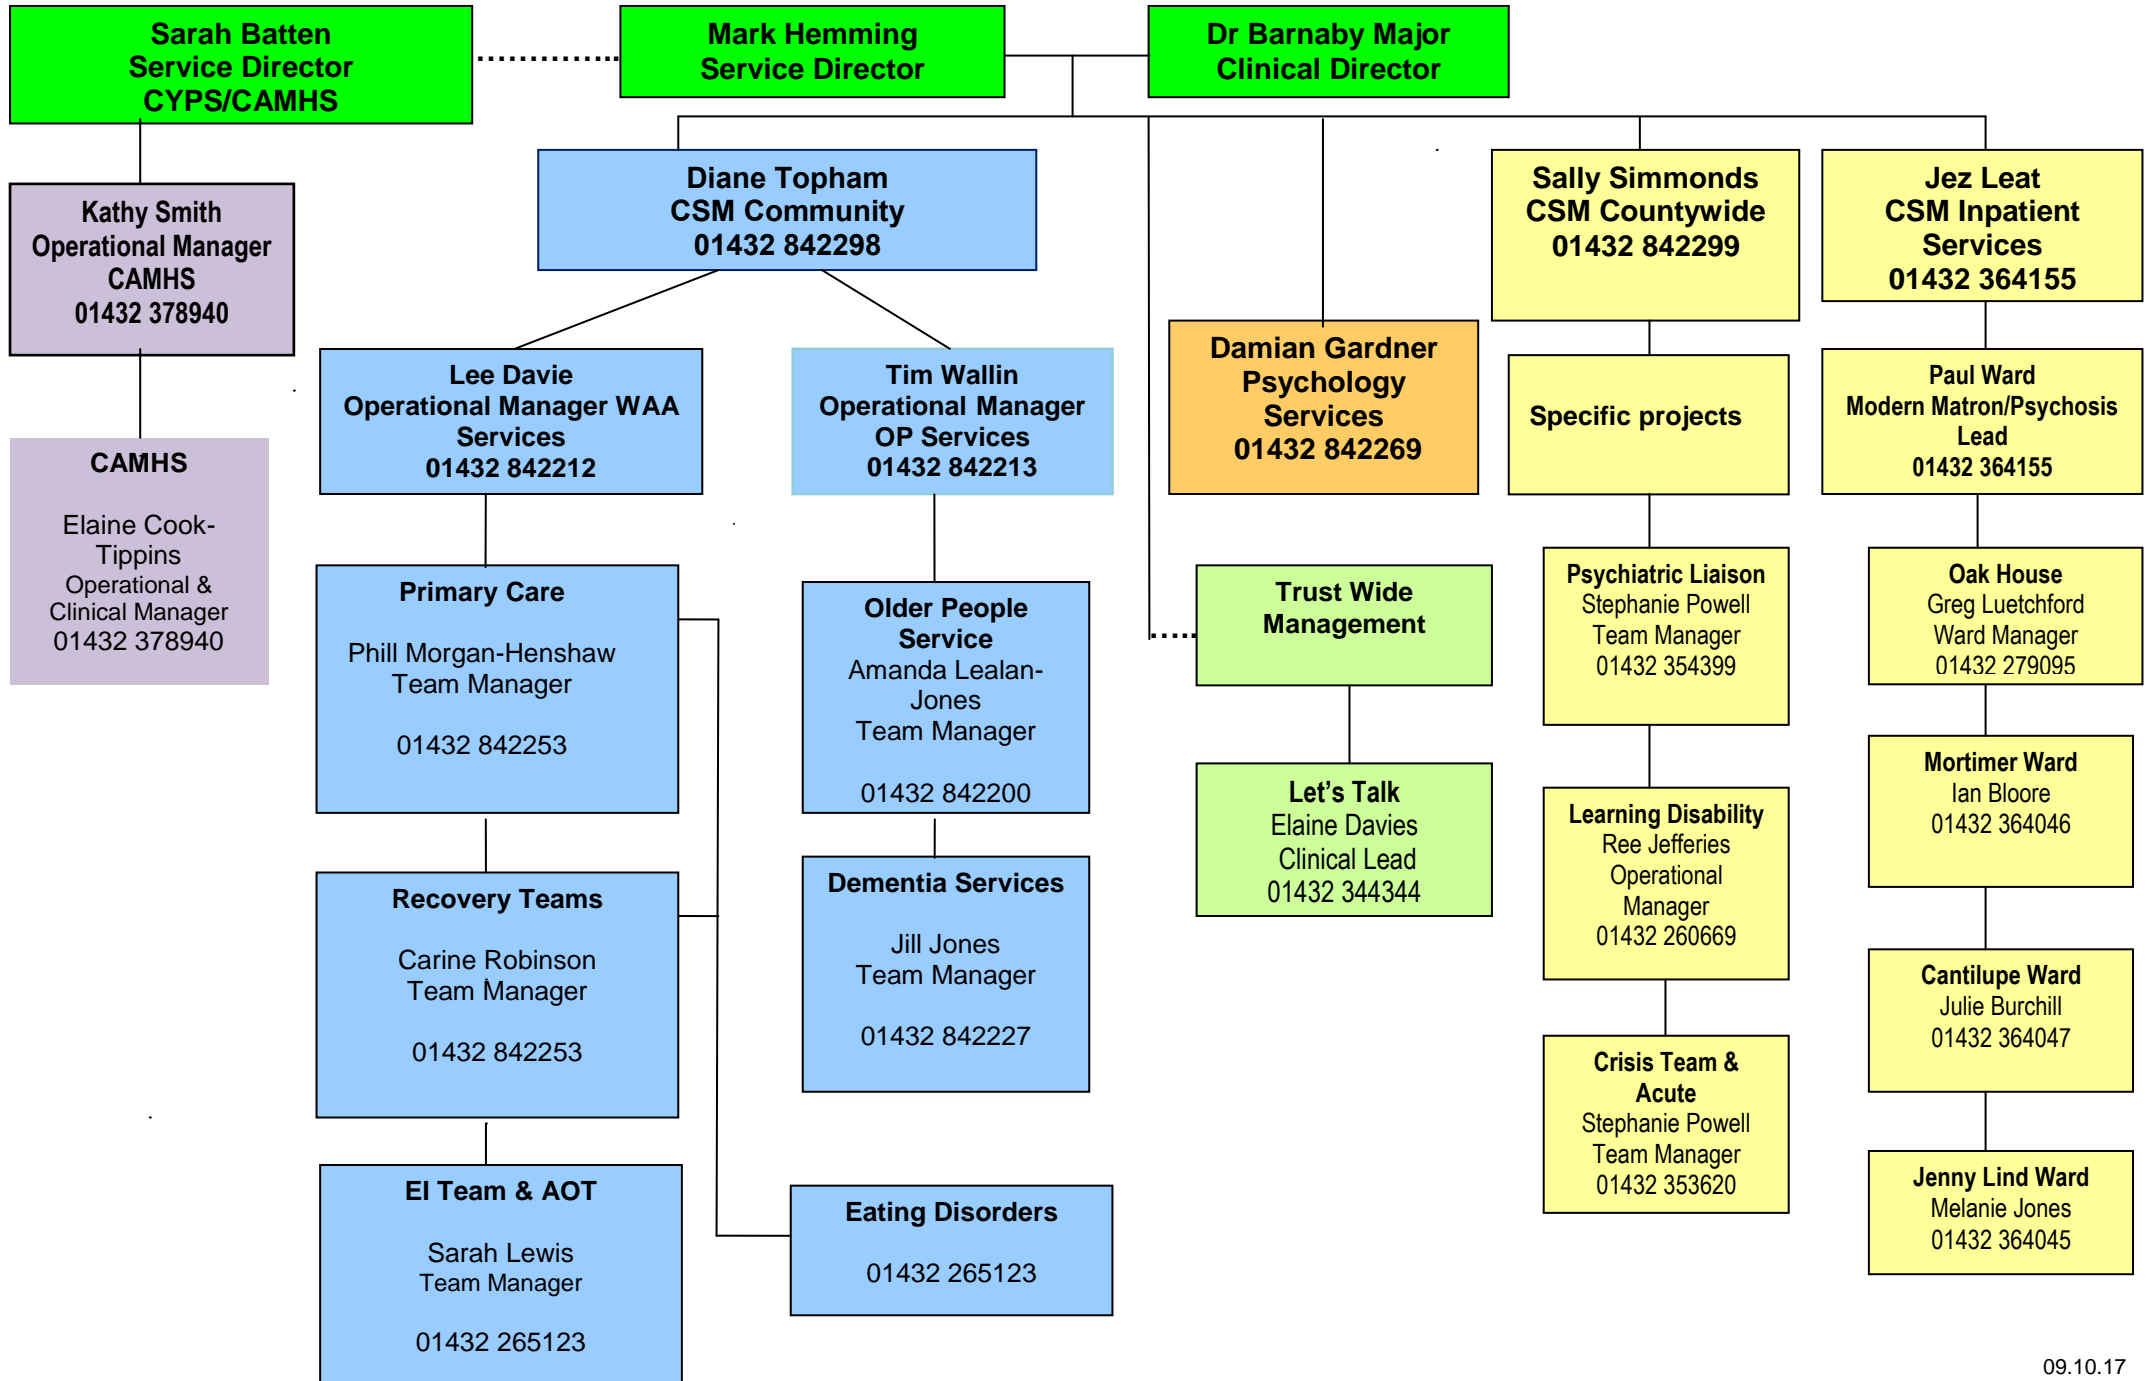 Sarah Batten
Service Director
CYPS/CAMHS
Mark Hemming
Service Director
Dr Barnaby Major
Clinical Director
Kathy Smith
Operational Manager
CAMHS
01432 378940
CAMHS
Elaine Cook-
Tippins
Operational &
Clinical Manager
01432 378940
Diane Topham
CSM Community
01432 842298
Lee Davie
Operational Manager WAA
Services
01432 842212
Primary Care
Phill Morgan-Henshaw
Team Manager
01432 842253
Recovery Teams
Carine Robinson
Team Manager
01432 842253
EI Team & AOT
Sarah Lewis
Team Manager
01432 265123
Tim Wallin
Operational Manager
OP Services
01432 842213
Older People
Service
Amanda Lealan-
Jones
Team Manager
01432 842200
Dementia Services
Jill Jones
Team Manager
01432 842227
Eating Disorders
01432 265123
Damian Gardner
Psychology
Services
01432 842269
Trust Wide
Management
Let’s Talk
Elaine Davies
Clinical Lead
01432 344344
Sally Simmonds
CSM Countywide
01432 842299
Specific projects
Psychiatric Liaison
Stephanie Powell
Team Manager
01432 354399
Learning Disability
Ree Jefferies
Operational
Manager
01432 260669
Crisis Team &
Acute
Stephanie Powell
Team Manager
01432 353620
Jez Leat
CSM Inpatient
Services
01432 364155
Paul Ward
Modern Matron/Psychosis
Lead
01432 364155
Oak House
Greg Luetchford
Ward Manager
01432 279095
Mortimer Ward
Ian Bloore
01432 364046
Cantilupe Ward
Julie Burchill
01432 364047
Jenny Lind Ward
Melanie Jones
01432 364045
09.10.17